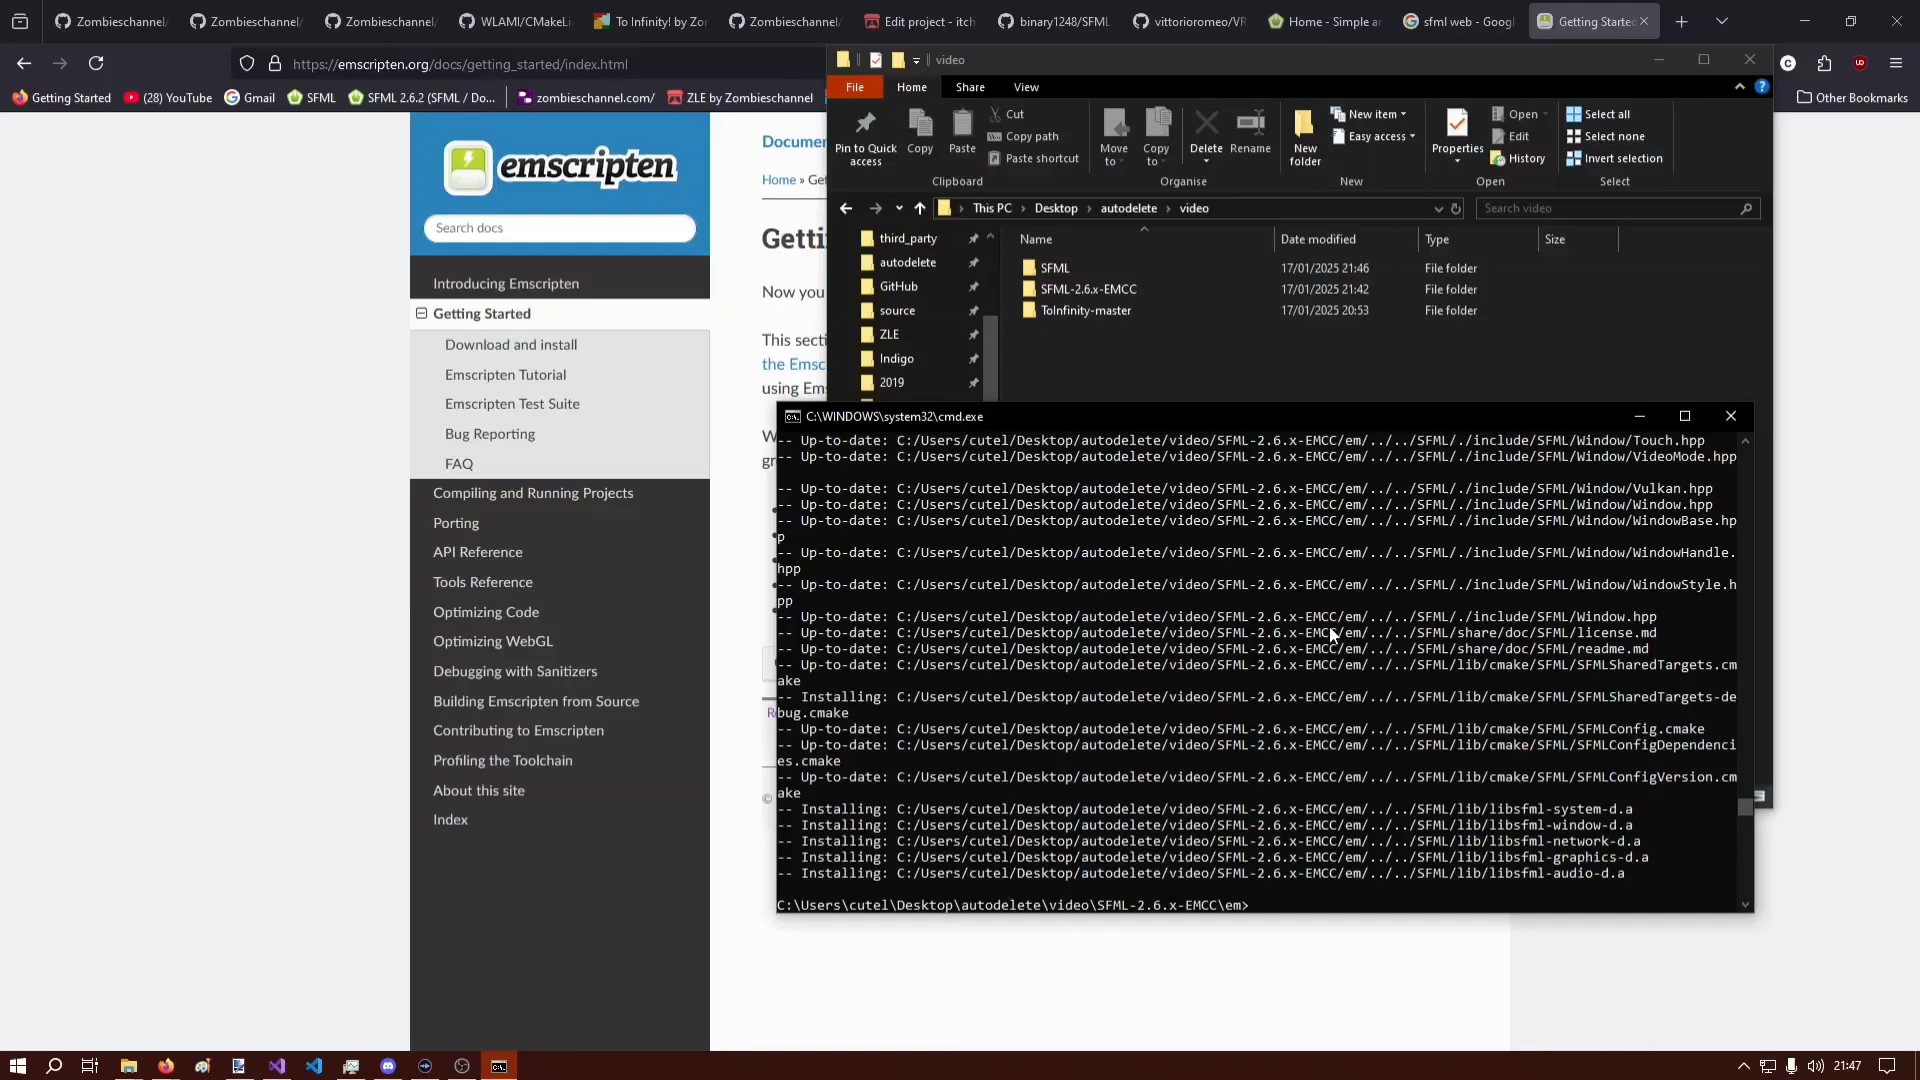 Zombieschannel/
Zombieschannel/
Zombieschannel/
WLAMI/CMakeLi
To Infinity! by Zor
Zombieschannel/
Edit project - itch
binary1248/SFML
vittorioromeo/VR
Home - Simple ar
sfml web - Googl
Getting Started
https://emscripten.org/docs/getting_started/index.html
Getting Started
(28) YouTube
Gmail
SFML
SFML 2.6.2 (SFML / Do...
zombieschannel.com/
ZLE by Zombieschannel
Other Bookmarks
emscripten
Search docs
Introducing Emscripten
Getting Started
Download and install
Emscripten Tutorial
Emscripten Test Suite
Bug Reporting
FAQ
Compiling and Running Projects
Porting
API Reference
Tools Reference
Optimizing Code
Optimizing WebGL
Debugging with Sanitizers
Building Emscripten from Source
Contributing to Emscripten
Profiling the Toolchain
About this site
Index
Documen
Home » Get
Getti
Now you
This secti
the Emsc
using Ems
W
gr
video
File
Home
Share
View
Pin to Quick access
Copy
Paste
Cut
Copy path
Paste shortcut
Move to
Copy to
Delete
Rename
New folder
New item
Easy access
Properties
Open
Edit
History
Select all
Select none
Invert selection
Clipboard
Organise
New
Open
Select
This PC > Desktop > autodelete > video
Search video
third_party
autodelete
GitHub
source
ZLE
Indigo
2019
Name Date modified Type Size
SFML 17/01/2025 21:46 File folder
SFML-2.6.x-EMCC 17/01/2025 21:42 File folder
ToInfinity-master 17/01/2025 20:53 File folder
C:\WINDOWS\system32\cmd.exe
-- Up-to-date: C:/Users/cutel/Desktop/autodelete/video/SFML-2.6.x-EMCC/em/../../SFML/./include/SFML/Window/Touch.hpp
-- Up-to-date: C:/Users/cutel/Desktop/autodelete/video/SFML-2.6.x-EMCC/em/../../SFML/./include/SFML/Window/VideoMode.hpp
-- Up-to-date: C:/Users/cutel/Desktop/autodelete/video/SFML-2.6.x-EMCC/em/../../SFML/./include/SFML/Window/Vulkan.hpp
-- Up-to-date: C:/Users/cutel/Desktop/autodelete/video/SFML-2.6.x-EMCC/em/../../SFML/./include/SFML/Window/Window.hpp
-- Up-to-date: C:/Users/cutel/Desktop/autodelete/video/SFML-2.6.x-EMCC/em/../../SFML/./include/SFML/Window/WindowBase.hp
p
-- Up-to-date: C:/Users/cutel/Desktop/autodelete/video/SFML-2.6.x-EMCC/em/../../SFML/./include/SFML/Window/WindowHandle.
hpp
-- Up-to-date: C:/Users/cutel/Desktop/autodelete/video/SFML-2.6.x-EMCC/em/../../SFML/./include/SFML/Window/WindowStyle.h
pp
-- Up-to-date: C:/Users/cutel/Desktop/autodelete/video/SFML-2.6.x-EMCC/em/../../SFML/./include/SFML/Window.hpp
-- Up-to-date: C:/Users/cutel/Desktop/autodelete/video/SFML-2.6.x-EMCC/em/../../SFML/share/doc/SFML/license.md
-- Up-to-date: C:/Users/cutel/Desktop/autodelete/video/SFML-2.6.x-EMCC/em/../../SFML/share/doc/SFML/readme.md
-- Up-to-date: C:/Users/cutel/Desktop/autodelete/video/SFML-2.6.x-EMCC/em/../../SFML/lib/cmake/SFML/SFMLSharedTargets.cm
ake
-- Installing: C:/Users/cutel/Desktop/autodelete/video/SFML-2.6.x-EMCC/em/../../SFML/lib/cmake/SFML/SFMLSharedTargets-de
bug.cmake
-- Up-to-date: C:/Users/cutel/Desktop/autodelete/video/SFML-2.6.x-EMCC/em/../../SFML/lib/cmake/SFML/SFMLConfig.cmake
-- Up-to-date: C:/Users/cutel/Desktop/autodelete/video/SFML-2.6.x-EMCC/em/../../SFML/lib/cmake/SFML/SFMLConfigDependenci
es.cmake
-- Up-to-date: C:/Users/cutel/Desktop/autodelete/video/SFML-2.6.x-EMCC/em/../../SFML/lib/cmake/SFML/SFMLConfigVersion.cm
ake
-- Installing: C:/Users/cutel/Desktop/autodelete/video/SFML-2.6.x-EMCC/em/../../SFML/lib/libsfml-system-d.a
-- Installing: C:/Users/cutel/Desktop/autodelete/video/SFML-2.6.x-EMCC/em/../../SFML/lib/libsfml-window-d.a
-- Installing: C:/Users/cutel/Desktop/autodelete/video/SFML-2.6.x-EMCC/em/../../SFML/lib/libsfml-network-d.a
-- Installing: C:/Users/cutel/Desktop/autodelete/video/SFML-2.6.x-EMCC/em/../../SFML/lib/libsfml-graphics-d.a
-- Installing: C:/Users/cutel/Desktop/autodelete/video/SFML-2.6.x-EMCC/em/../../SFML/lib/libsfml-audio-d.a
C:\Users\cutel\Desktop\autodelete\video\SFML-2.6.x-EMCC\em>
21:47